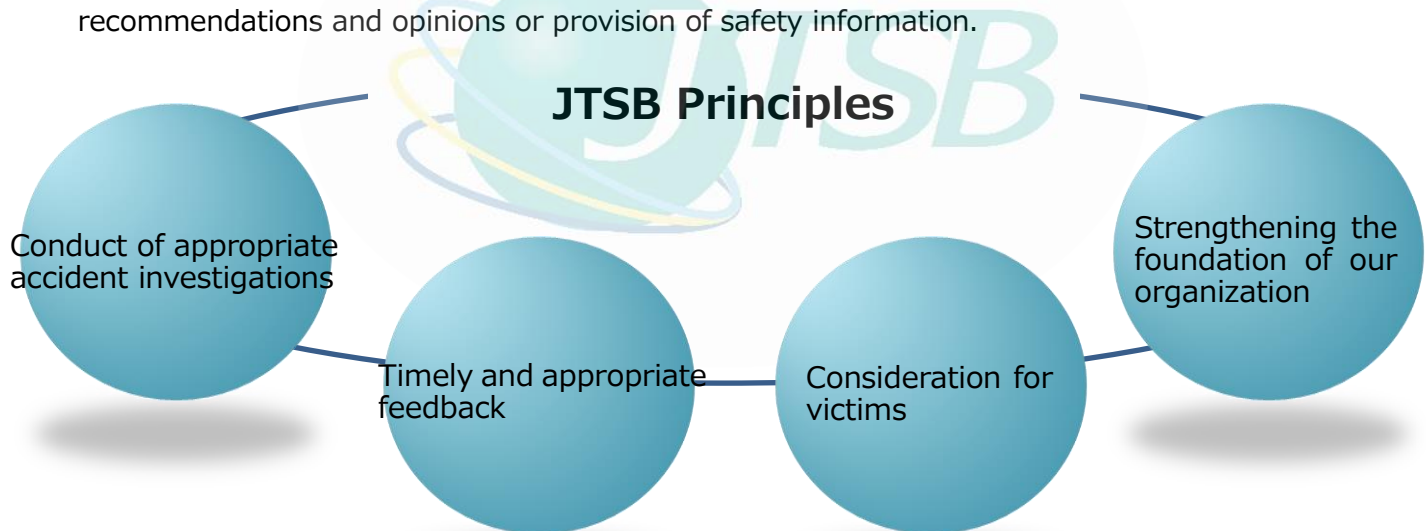 recommendations and opinions or provision of safety information.
JTSB
JTSB Principles
Conduct of appropriate
accident investigations
Timely and appropriate
feedback
Consideration for
victims
Strengthening the
foundation of our
organization